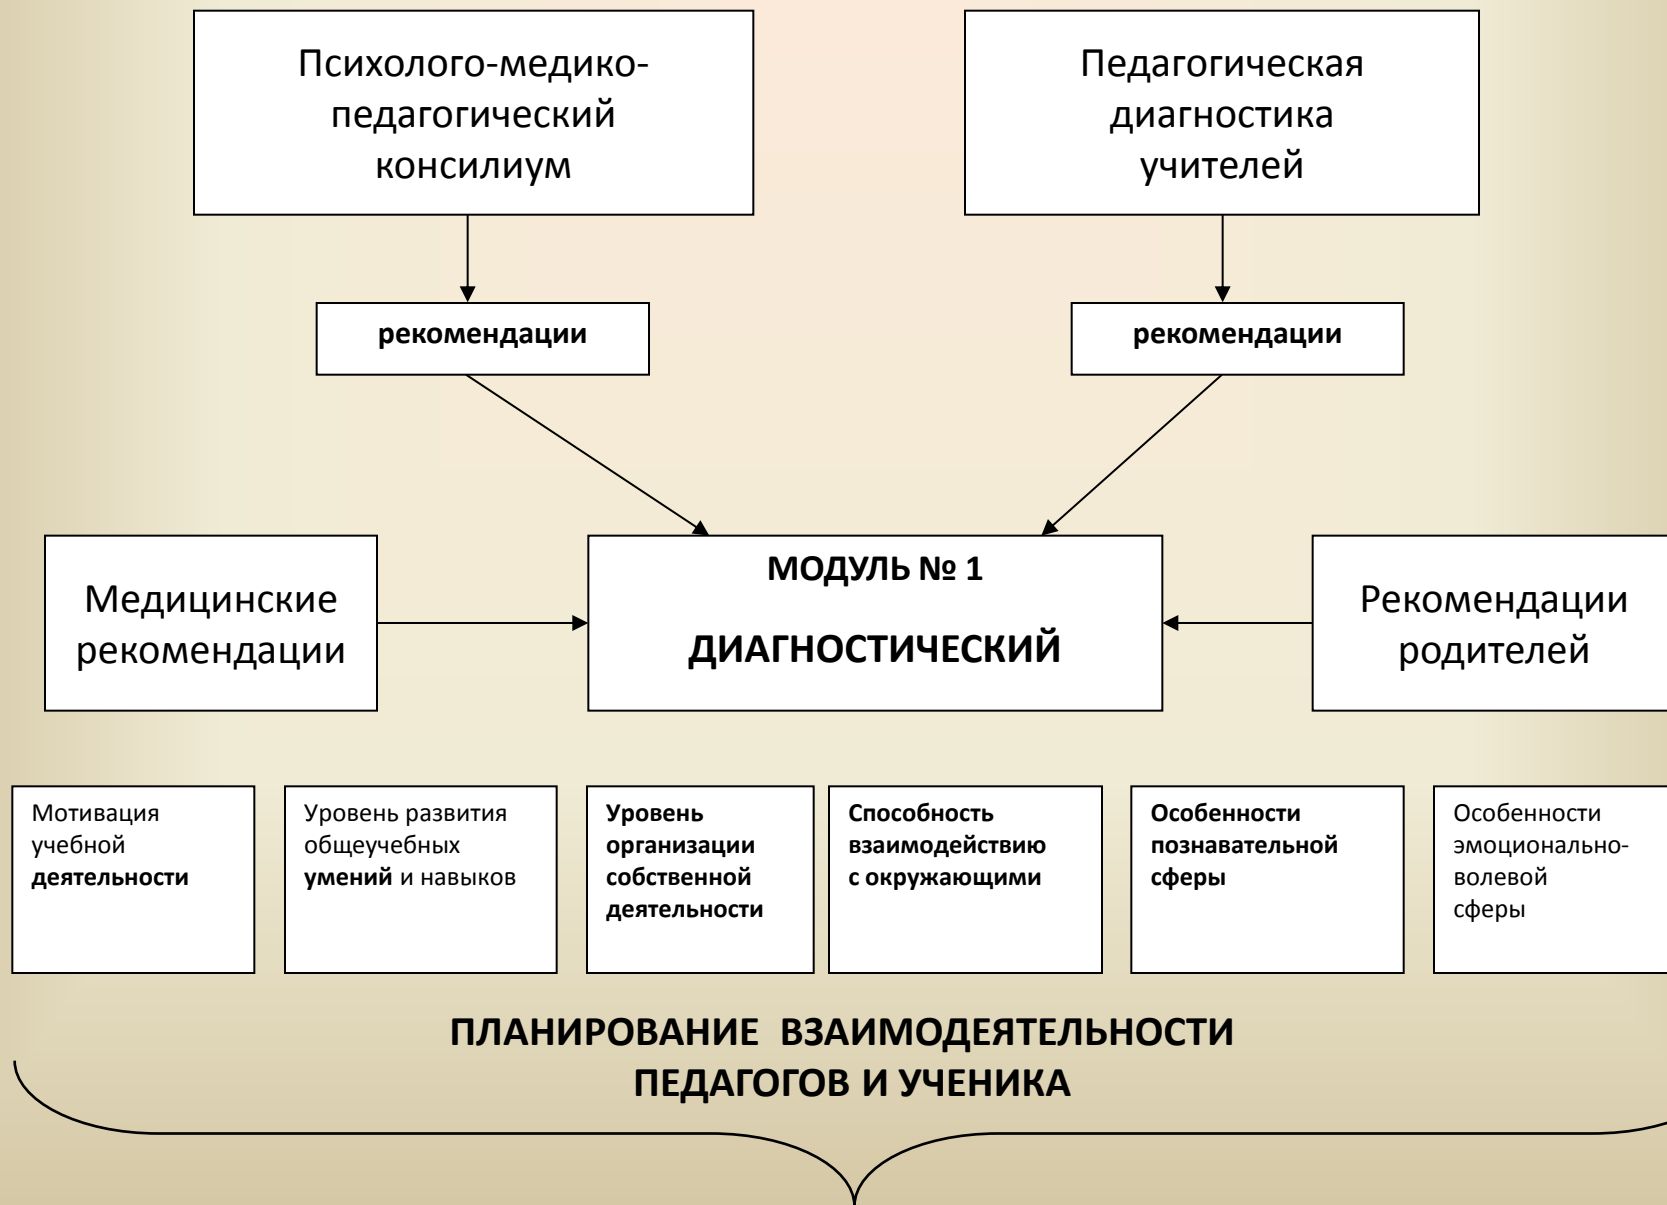 Психолого-медико-
педагогический
консилиум
Педагогическая
диагностика
учителей
рекомендации
рекомендации
Медицинские
рекомендации
МОДУЛЬ № 1
ДИАГНОСТИЧЕСКИЙ
Рекомендации
родителей
Мотивация
учебной
деятельности
Уровень развития
общеучебных
умений и навыков
Уровень
организации
собственной
деятельности
Способность
взаимодействию
с окружающими
Особенности
познавательной
сферы
Особенности
эмоционально-
волевой
сферы
ПЛАНИРОВАНИЕ ВЗАИМОДЕЯТЕЛЬНОСТИ
ПЕДАГОГОВ И УЧЕНИКА